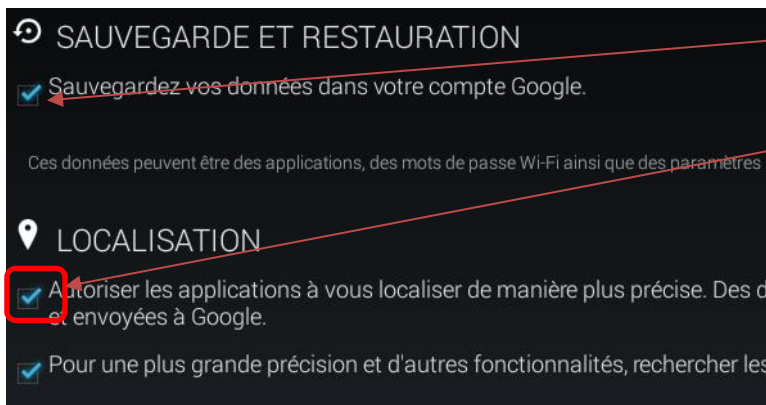 SAUVEGARDE ET RESTAURATION
Sauvegardez vos données dans votre compte Google.
Ces données peuvent être des applications, des mots de passe Wi-Fi ainsi que des paramètres
LOCALISATION
Autoriser les applications à vous localiser de manière plus précise. Des d
et envoyées à Google.
Pour une plus grande précision et d'autres fonctionnalités, rechercher les